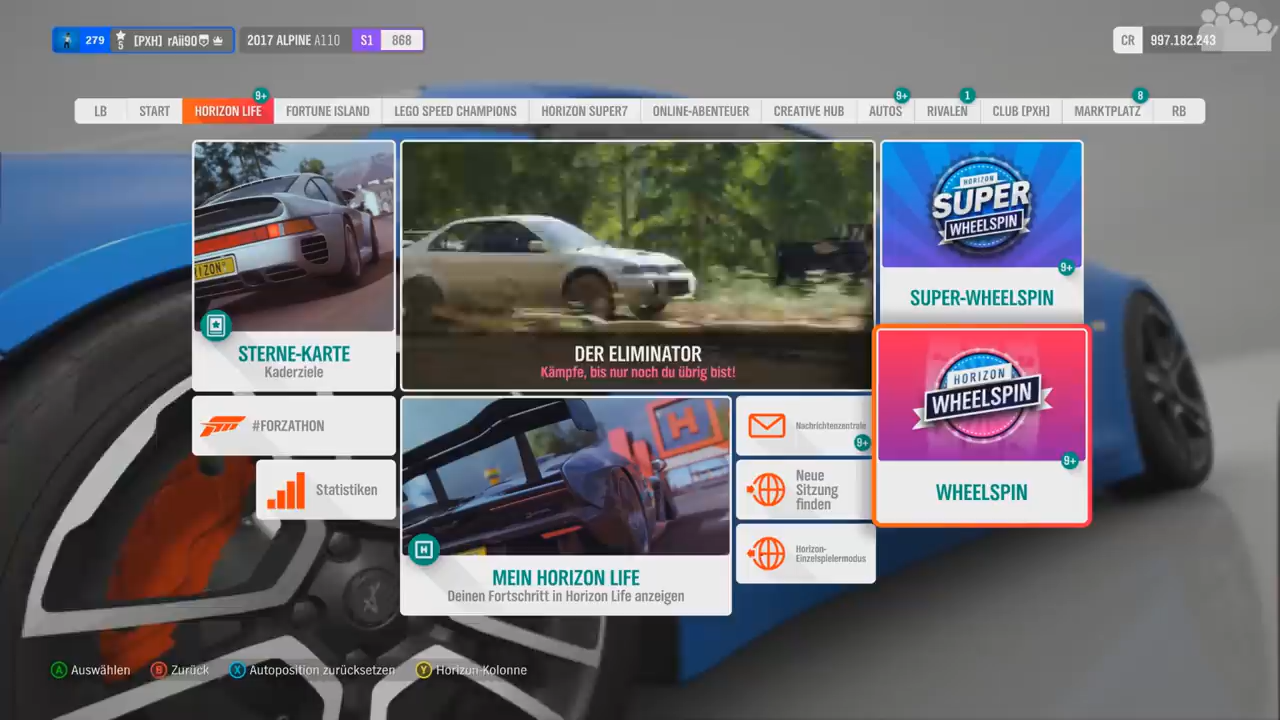 279 5 [PXH] rAii90
2017 ALPINE A110 S1 868
CR 997.182.243
9+ 9+ 1 8
LB START HORIZON LIFE FORTUNE ISLAND LEGO SPEED CHAMPIONS HORIZON SUPER7 ONLINE-ABENTEUER CREATIVE HUB AUTOS RIVALEN CLUB [PXH] MARKTPLATZ RB
RIZON
STERNE-KARTE
Kaderziele
DER ELIMINATOR
Kämpfe, bis nur noch du übrig bist!
HORIZON
SUPER
WHEELSPIN
9+
SUPER-WHEELSPIN
#FORZATHON
Statistiken
H
H
MEIN HORIZON LIFE
Deinen Fortschritt in Horizon Life anzeigen
Nachrichtenzentrale
9+
Neue
Sitzung
finden
Horizon-
Einzelspielermodus
HORIZON
WHEELSPIN
9+
WHEELSPIN
A Auswählen B Zurück X Autoposition zurücksetzen Y Horizon-Kolonne